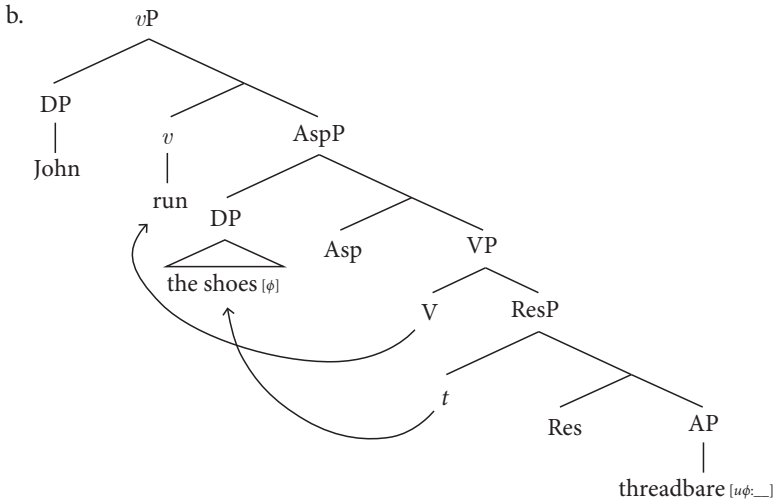 b.
vP
DP
John
v
run
AspP
DP
the shoes [ϕ]
Asp
VP
V
ResP
t
Res
AP
threadbare [uϕ:__]